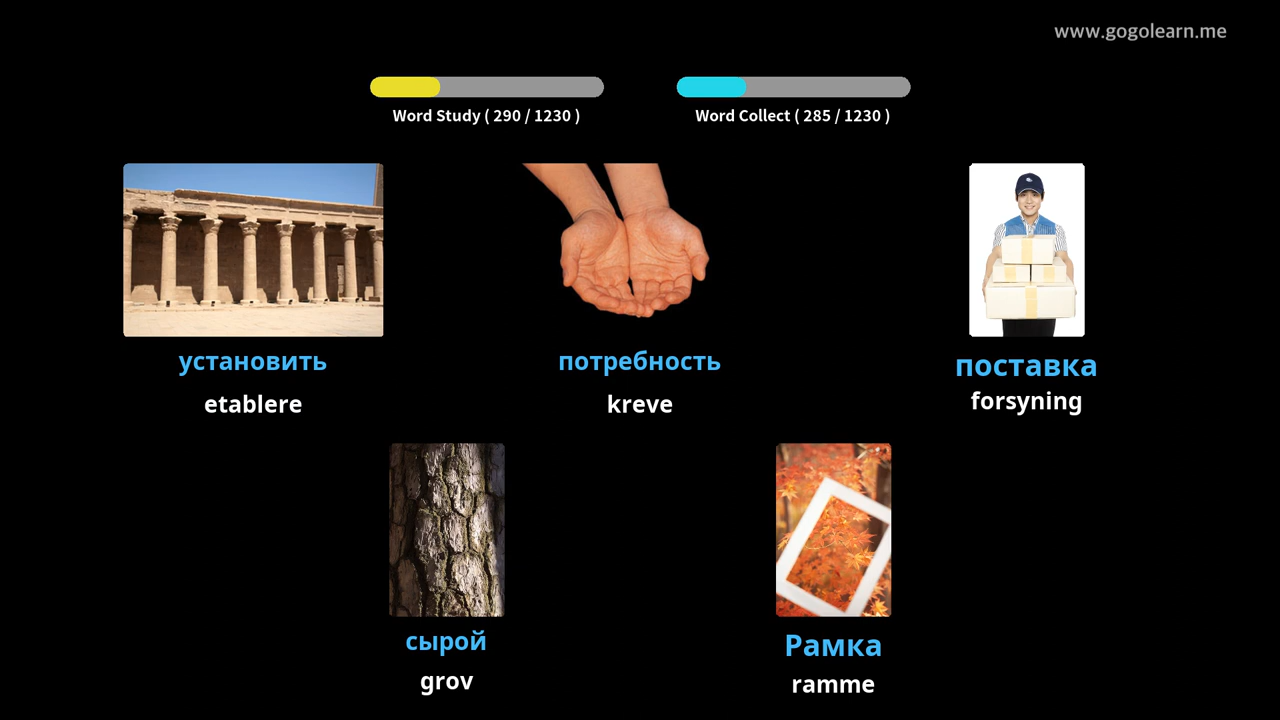 www.gogolearn.me
Word Study ( 290 / 1230 )
Word Collect ( 285 / 1230 )
установить
потребность
поставка
etablere
kreve
forsyning
сырой
Рамка
grov
ramme